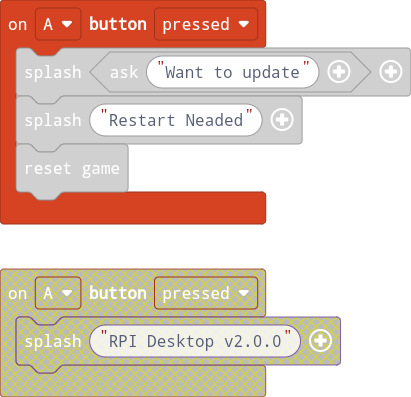 on A button pressed
splash ask "Want to update"
splash "Restart Neaded"
reset game
on A button pressed
splash "RPI Desktop v2.0.0"